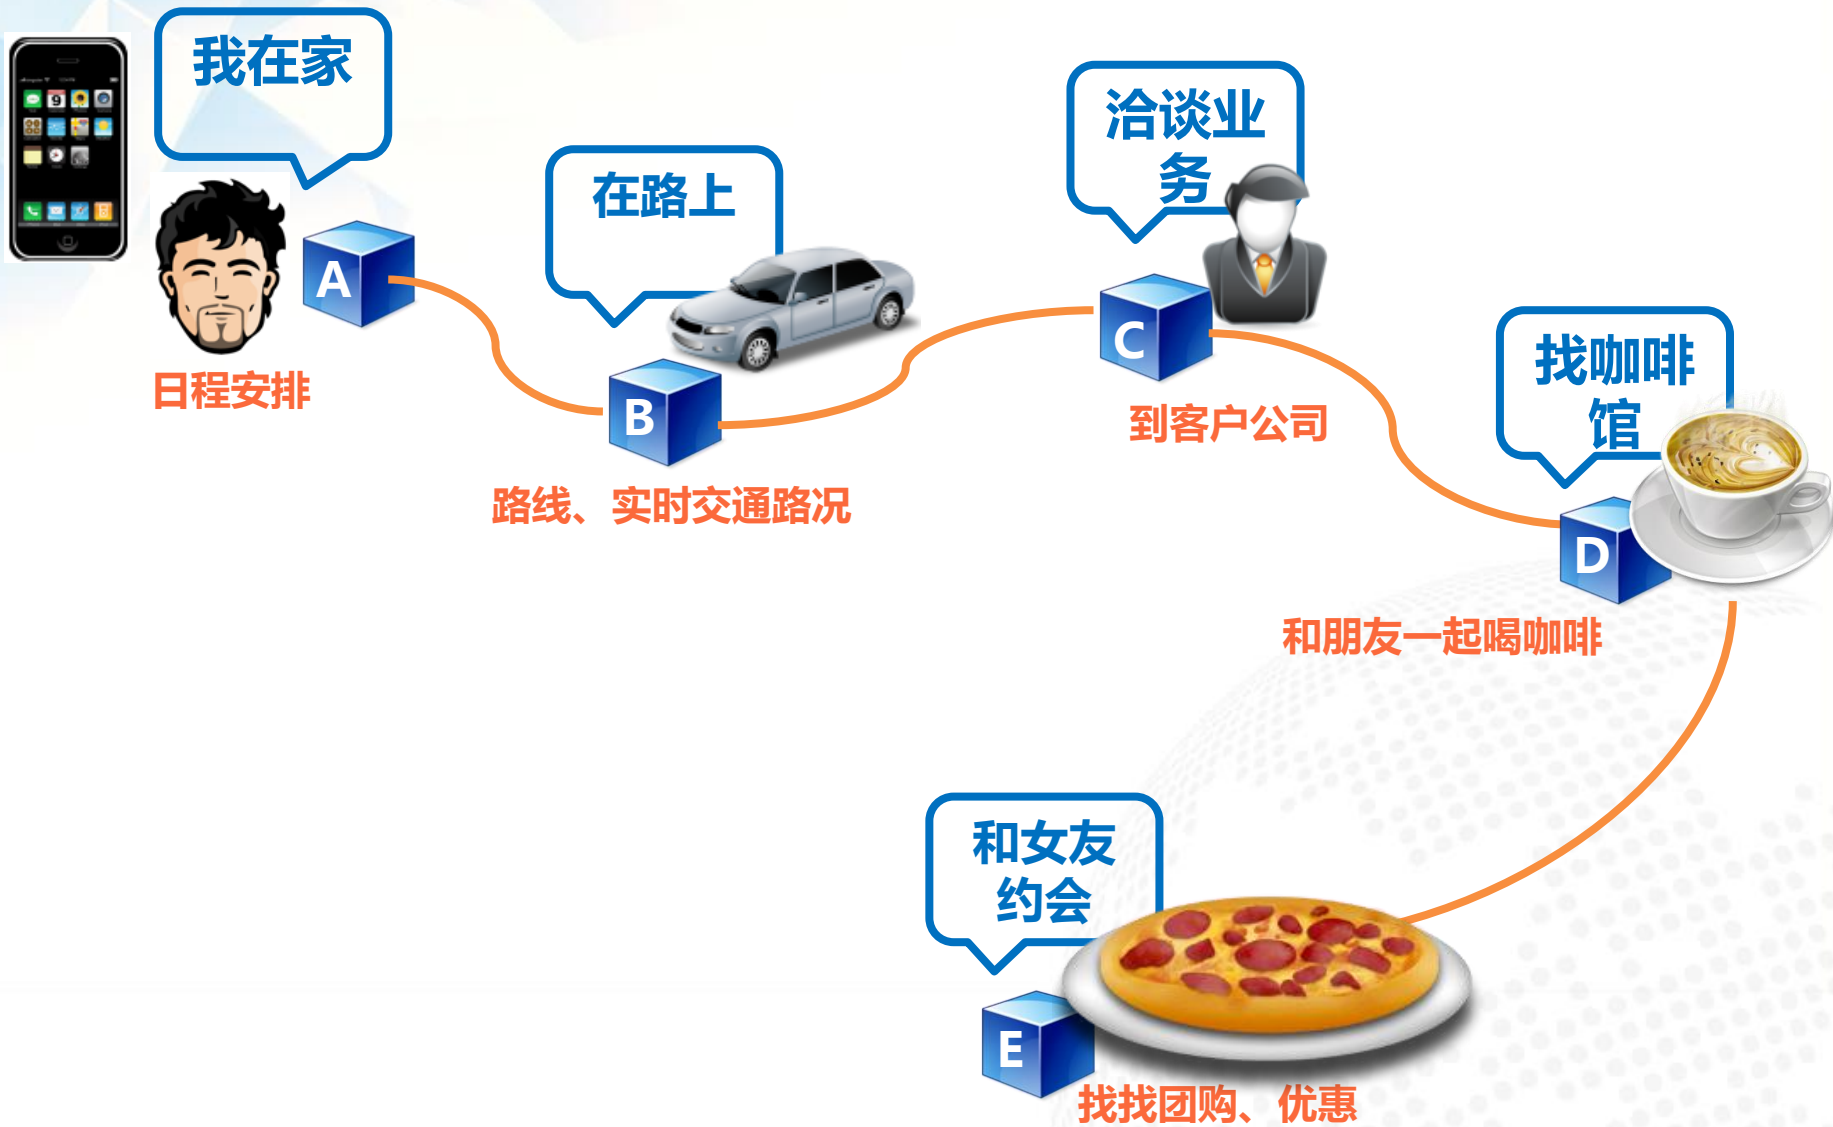 我在家
A
日程安排
在路上
B
路线、实时交通路况
洽谈业
务
C
到客户公司
找咖啡
馆
D
和朋友一起喝咖啡
和女友
约会
E
找找团购、优惠
9